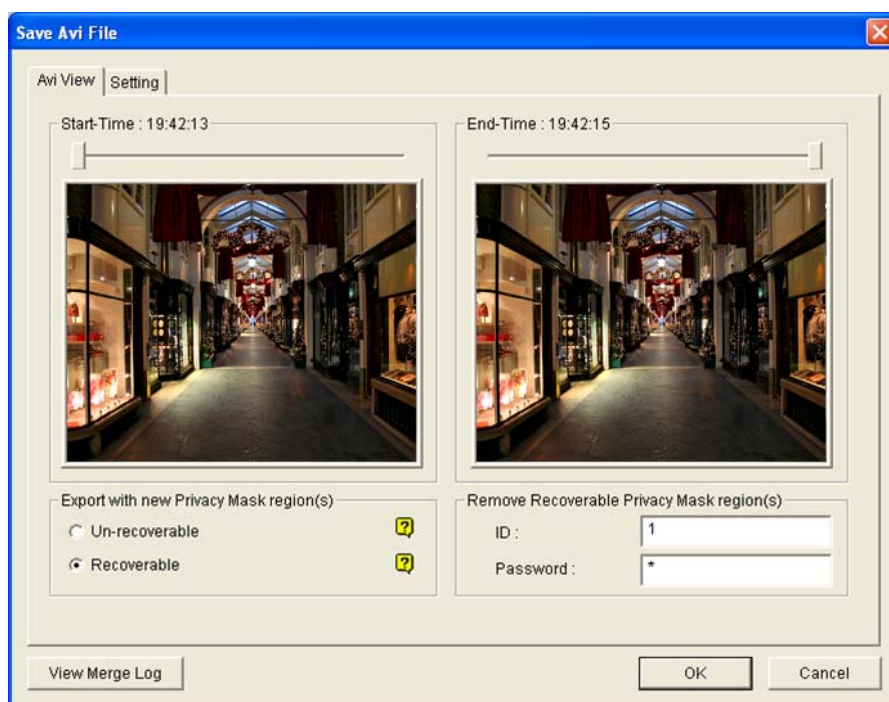 Save Avi File
Avi View
Setting
Start-Time : 19:42:13
End-Time : 19:42:15
Export with new Privacy Mask region(s)
Un-recoverable
?
Recoverable
?
Remove Recoverable Privacy Mask region(s)
ID :
1
Password :
*
View Merge Log
OK
Cancel